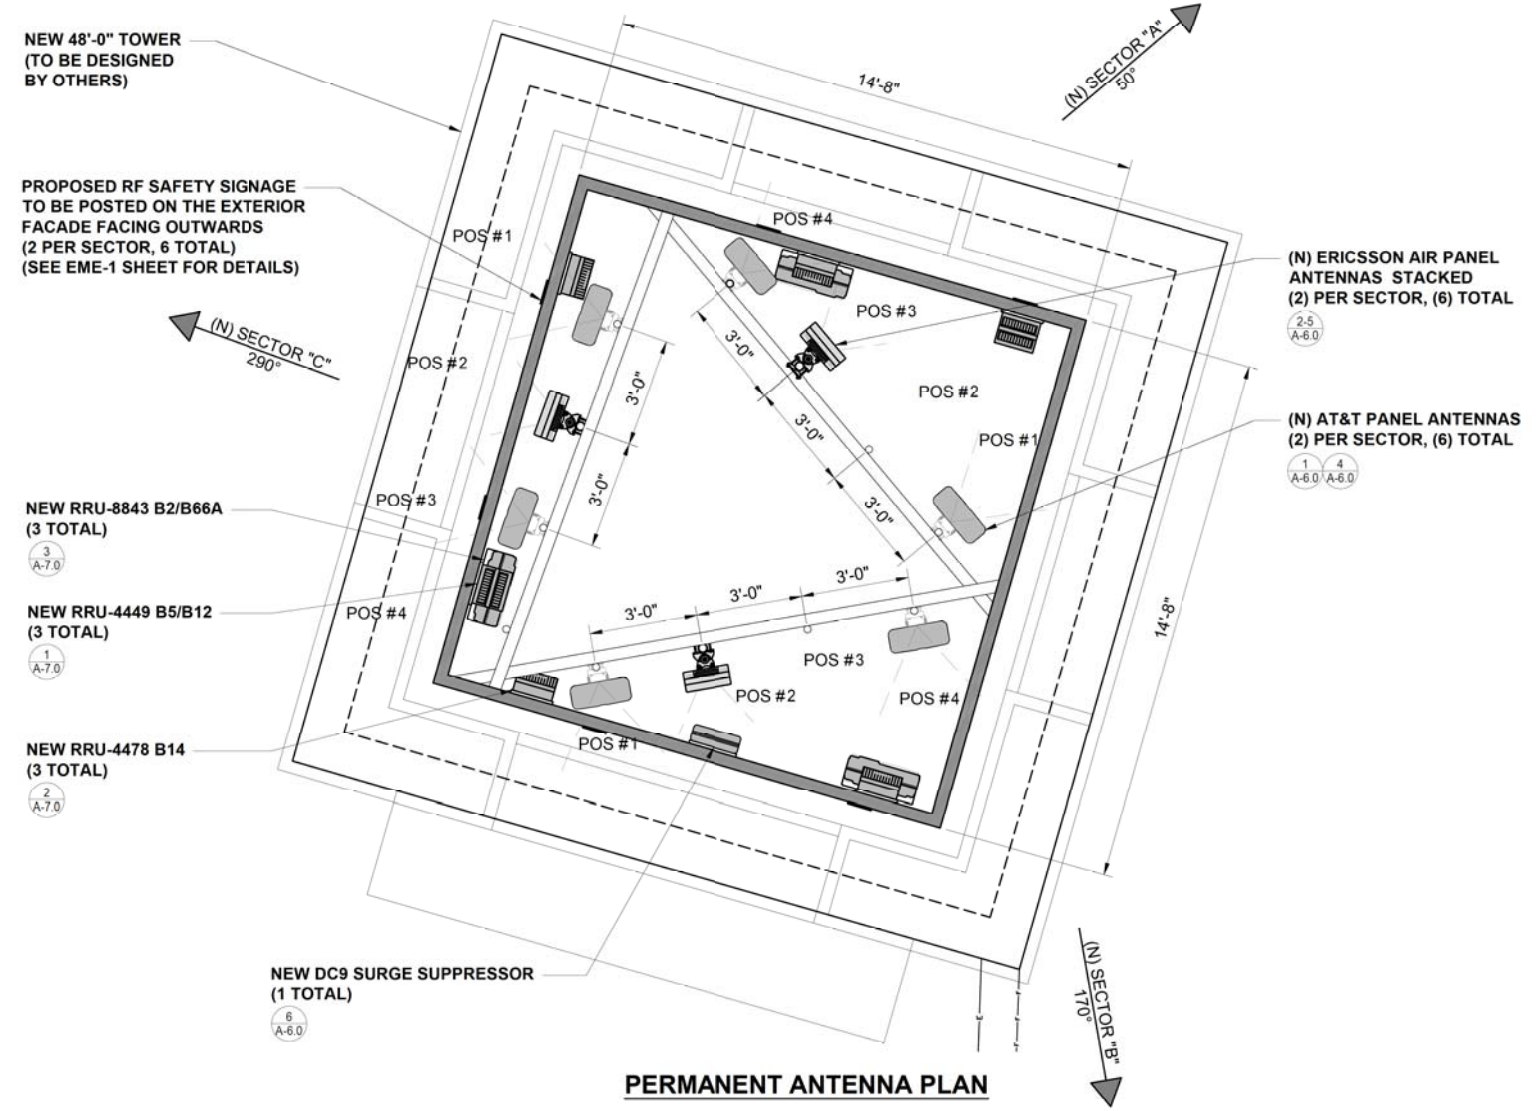 NEW 48'-0" TOWER
(TO BE DESIGNED
BY OTHERS)
14'-8"
(N) SECTOR "A"
50°
PROPOSED RF SAFETY SIGNAGE
TO BE POSTED ON THE EXTERIOR
FACADE FACING OUTWARDS
(2 PER SECTOR, 6 TOTAL)
(SEE EME-1 SHEET FOR DETAILS)
POS #1
POS #4
(N) ERICSSON AIR PANEL
ANTENNAS STACKED
(2) PER SECTOR, (6) TOTAL
2-5
A-6.0
POS #3
(N) SECTOR "C"
290°
POS #2
3'-0"
3'-0"
POS #2
3'-0"
POS #1
(N) AT&T PANEL ANTENNAS
(2) PER SECTOR, (6) TOTAL
1
A-6.0
4
A-6.0
POS #3
3'-0"
3'-0"
NEW RRU-8843 B2/B66A
(3 TOTAL)
3
A-7.0
3'-0"
3'-0"
3'-0"
NEW RRU-4449 B5/B12
(3 TOTAL)
1
A-7.0
POS #4
14'-8"
POS #3
POS #2
POS #4
NEW RRU-4478 B14
(3 TOTAL)
2
A-7.0
POS #1
NEW DC9 SURGE SUPPRESSOR
(1 TOTAL)
6
A-6.0
(N) SECTOR "B"
170°
PERMANENT ANTENNA PLAN